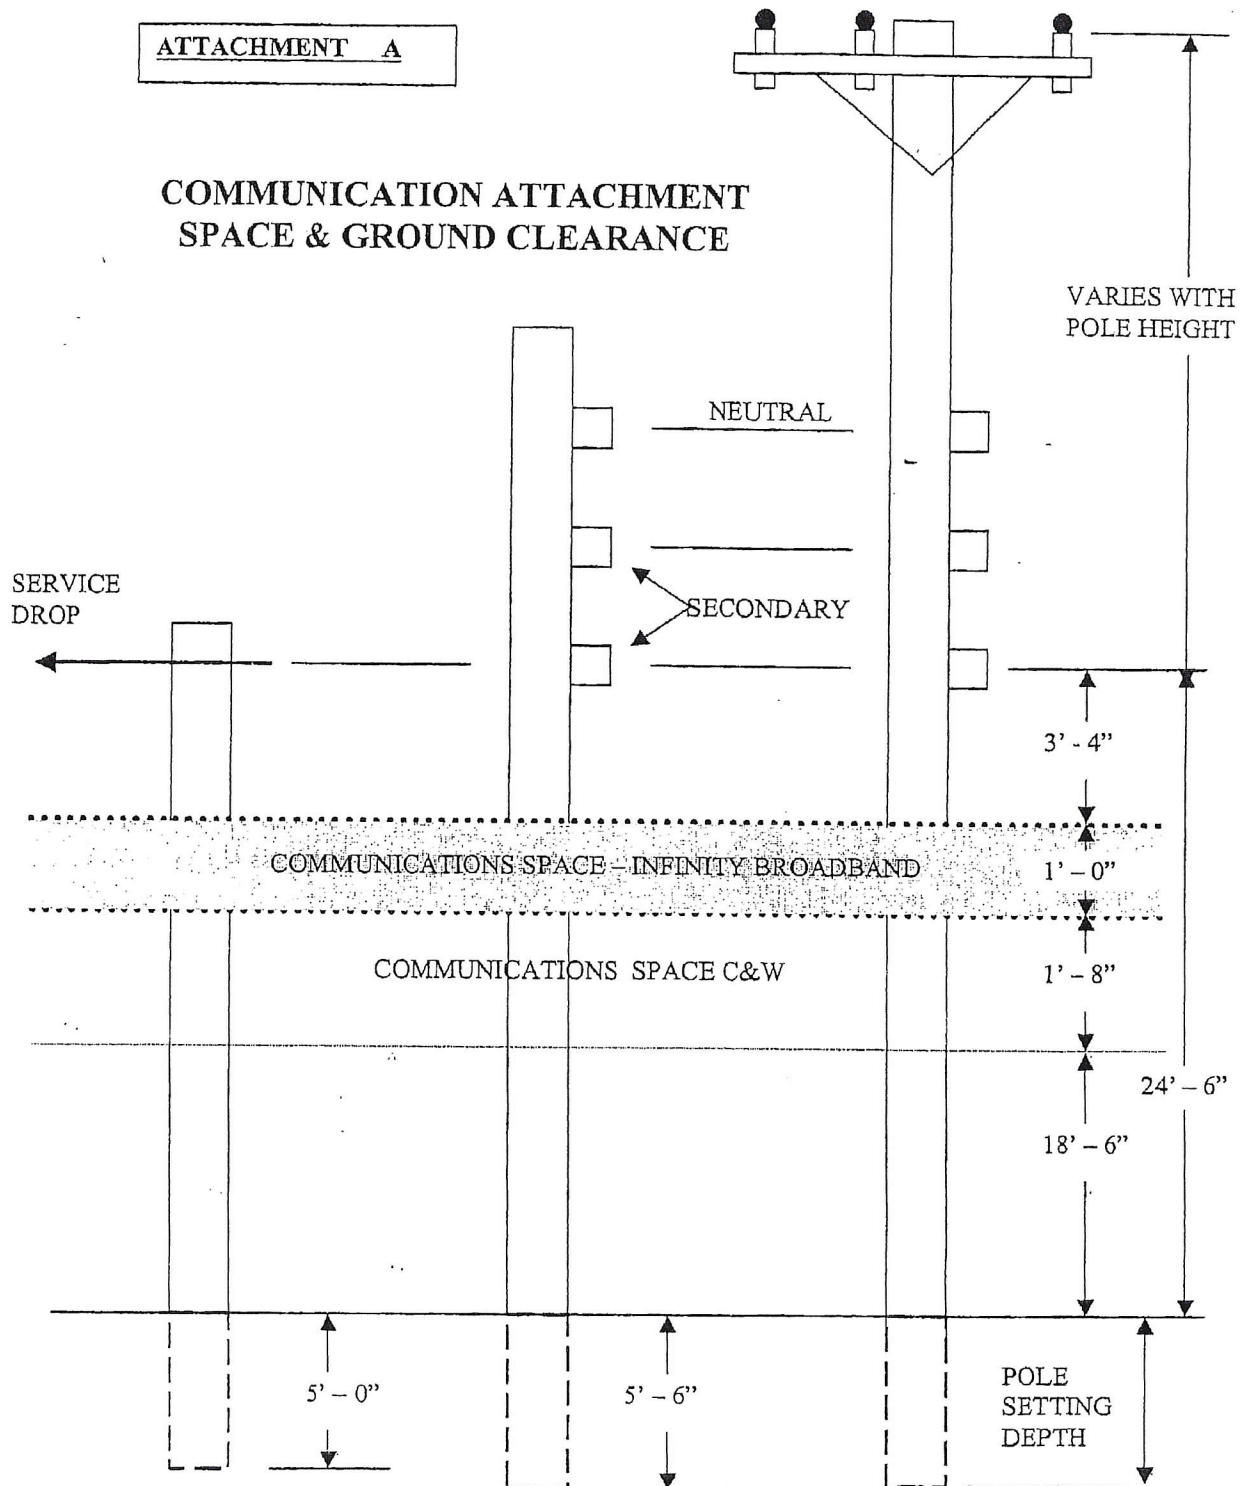 ATTACHMENT A
COMMUNICATION ATTACHMENT
SPACE & GROUND CLEARANCE
VARIES WITH
POLE HEIGHT
NEUTRAL
SERVICE
DROP
SECONDARY
3’ - 4”
COMMUNICATIONS SPACE – INFINITY BROADBAND
1’ – 0”
COMMUNICATIONS SPACE C&W
1’ – 8”
24’ – 6”
18’ – 6”
5’ – 0”
5’ – 6”
POLE
SETTING
DEPTH